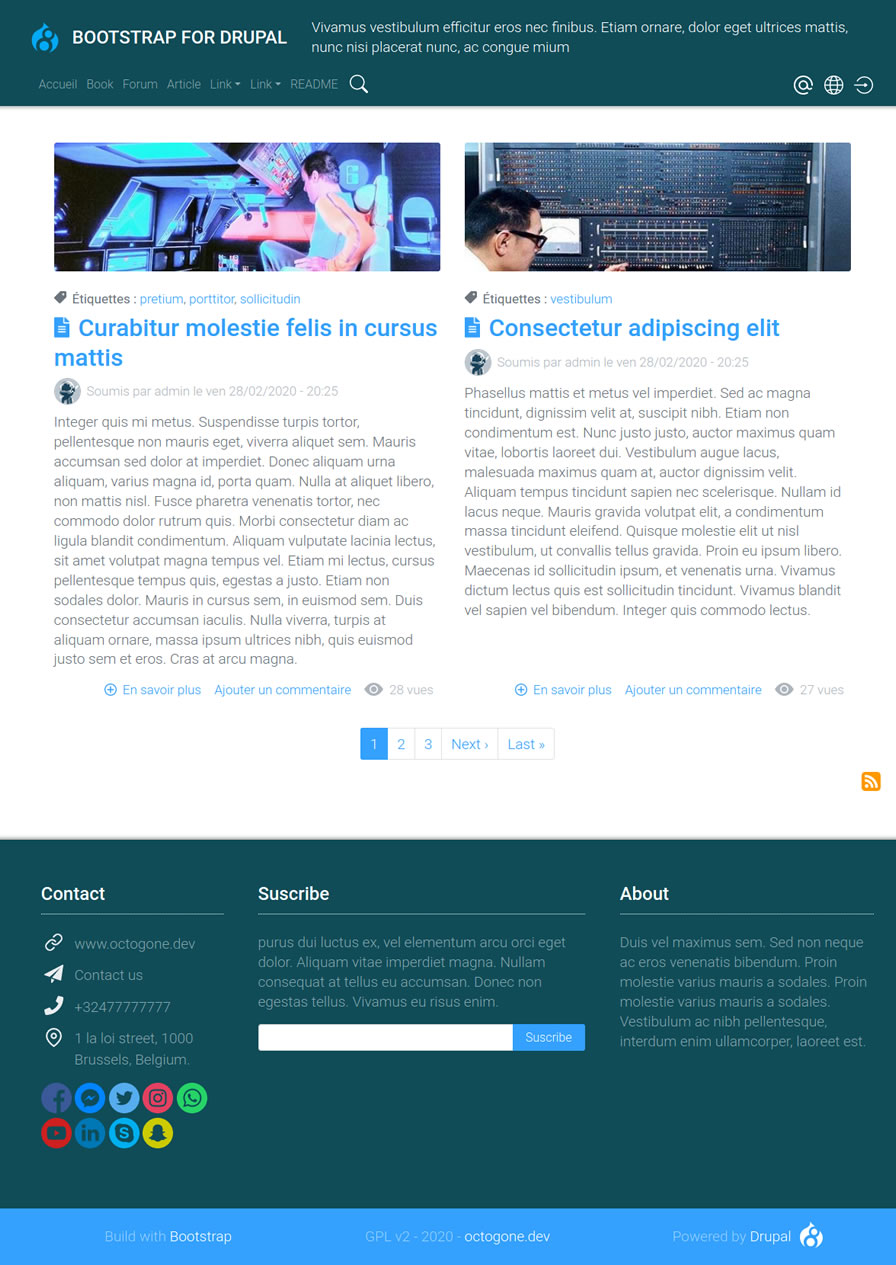 BOOTSTRAP FOR DRUPAL
Vivamus vestibulum efficitur eros nec finibus. Etiam ornare, dolor eget ultrices mattis,
nunc nisi placerat nunc, ac congue mium
Accueil Book Forum Article Link Link README
Étiquettes : pretium, porttitor, sollicitudin
Curabitur molestie felis in cursus
mattis
Soumis par admin le ven 28/02/2020 - 20:25
Integer quis mi metus. Suspendisse turpis tortor,
pellentesque non mauris eget, viverra aliquet sem. Mauris
accumsan sed dolor at imperdiet. Donec aliquam urna
aliquam, varius magna id, porta quam. Nulla at aliquet libero,
non mattis nisl. Fusce pharetra venenatis tortor, nec
commodo dolor rutrum quis. Morbi consectetur diam ac
ligula blandit condimentum. Aliquam vulputate lacinia lectus,
sit amet volutpat magna tempus vel. Etiam mi lectus, cursus
pellentesque tempus quis, egestas a justo. Etiam non
sodales dolor. Mauris in cursus sem, in euismod sem. Duis
consectetur accumsan iaculis. Nulla viverra, turpis at
aliquam ornare, massa ipsum ultrices nibh, quis euismod
justo sem et eros. Cras at arcu magna.
En savoir plus Ajouter un commentaire 28 vues
Étiquettes : vestibulum
Consectetur adipiscing elit
Soumis par admin le ven 28/02/2020 - 20:25
Phasellus mattis et metus vel imperdiet. Sed ac magna
tincidunt, dignissim velit at, suscipit nibh. Etiam non
condimentum est. Nunc justo justo, auctor maximus quam
vitae, lobortis laoreet dui. Vestibulum augue lacus,
malesuada maximus quam at, auctor dignissim velit.
Aliquam tempus tincidunt sapien nec scelerisque. Nullam id
lacus neque. Mauris gravida volutpat elit, a condimentum
massa tincidunt eleifend. Quisque molestie elit ut nisl
vestibulum, ut convallis tellus gravida. Proin eu ipsum libero.
Maecenas id sollicitudin ipsum, et venenatis urna. Vivamus
dictum lectus quis est sollicitudin tincidunt. Vivamus blandit
vel sapien vel bibendum. Integer quis commodo lectus.
En savoir plus Ajouter un commentaire 27 vues
1 2 3 Next › Last »
Contact
www.octogone.dev
Contact us
+32477777777
1 la loi street, 1000
Brussels, Belgium.
Suscribe
purus dui luctus ex, vel elementum arcu orci eget
dolor. Aliquam vitae imperdiet magna. Nullam
consequat at tellus eu accumsan. Donec non
egestas tellus. Vivamus eu risus enim.
Suscribe
About
Duis vel maximus sem. Sed non neque
ac eros venenatis bibendum. Proin
molestie varius mauris a sodales. Proin
molestie varius mauris a sodales.
Vestibulum ac nibh pellentesque,
interdum enim ullamcorper, laoreet est.
Build with Bootstrap
GPL v2 - 2020 - octogone.dev
Powered by Drupal